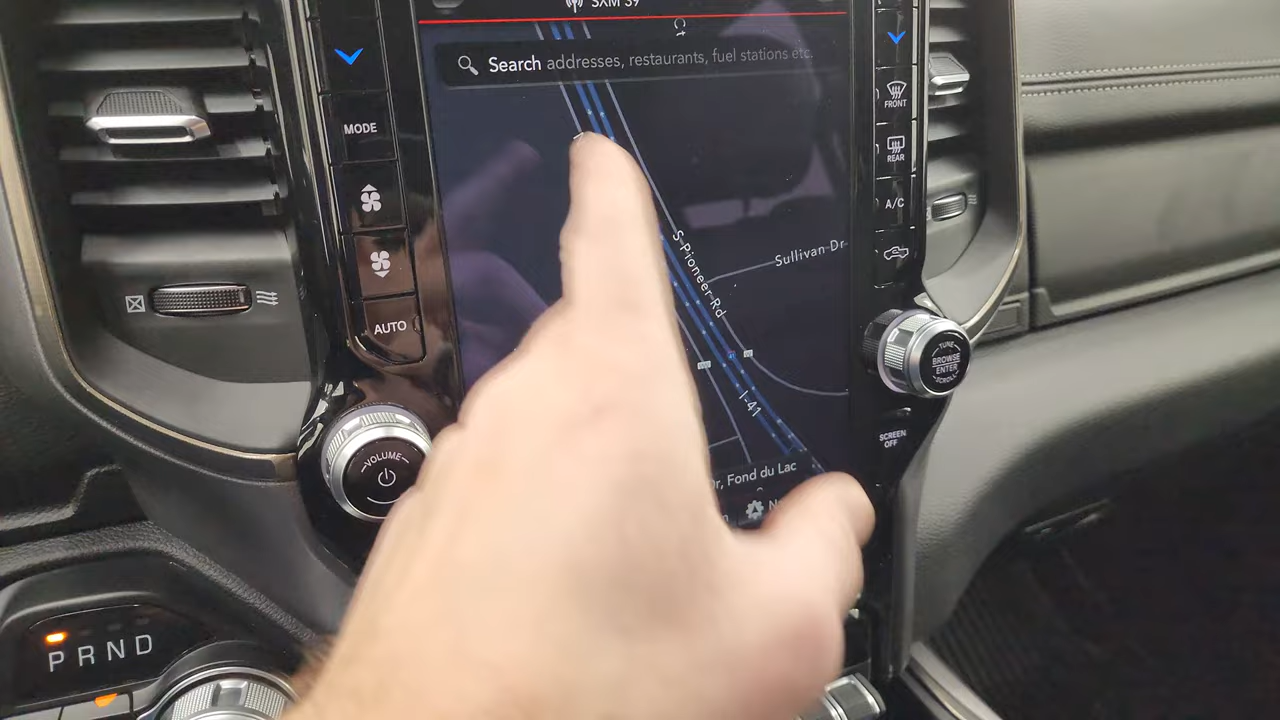 SXM 39
Search addresses, restaurants, fuel stations etc.
MODE
FRONT
REAR
A/C
S Pioneer Rd
Sullivan Dr
AUTO
TUNE
BROWSE
ENTER
SCROLL
I-41
SCREEN
OFF
VOLUME
Dr, Fond du Lac
P R N D